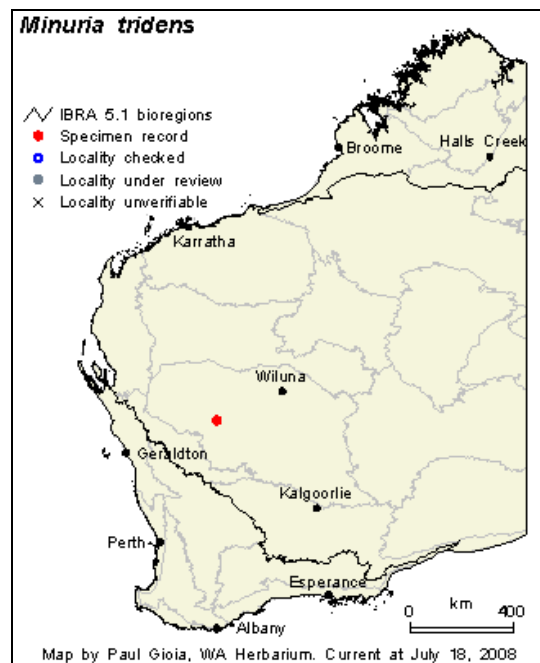 Minuria tridens
IBRA 5.1 bioregions
Specimen record
Locality checked
Locality under review
Locality unverifiable
Broome
Halls Creek
Karratha
Wiluna
Geraldton
Kalgoorlie
Perth
Esperance
km
0 400
Albany
Map by Paul Gioia, WA Herbarium. Current at July 18, 2008